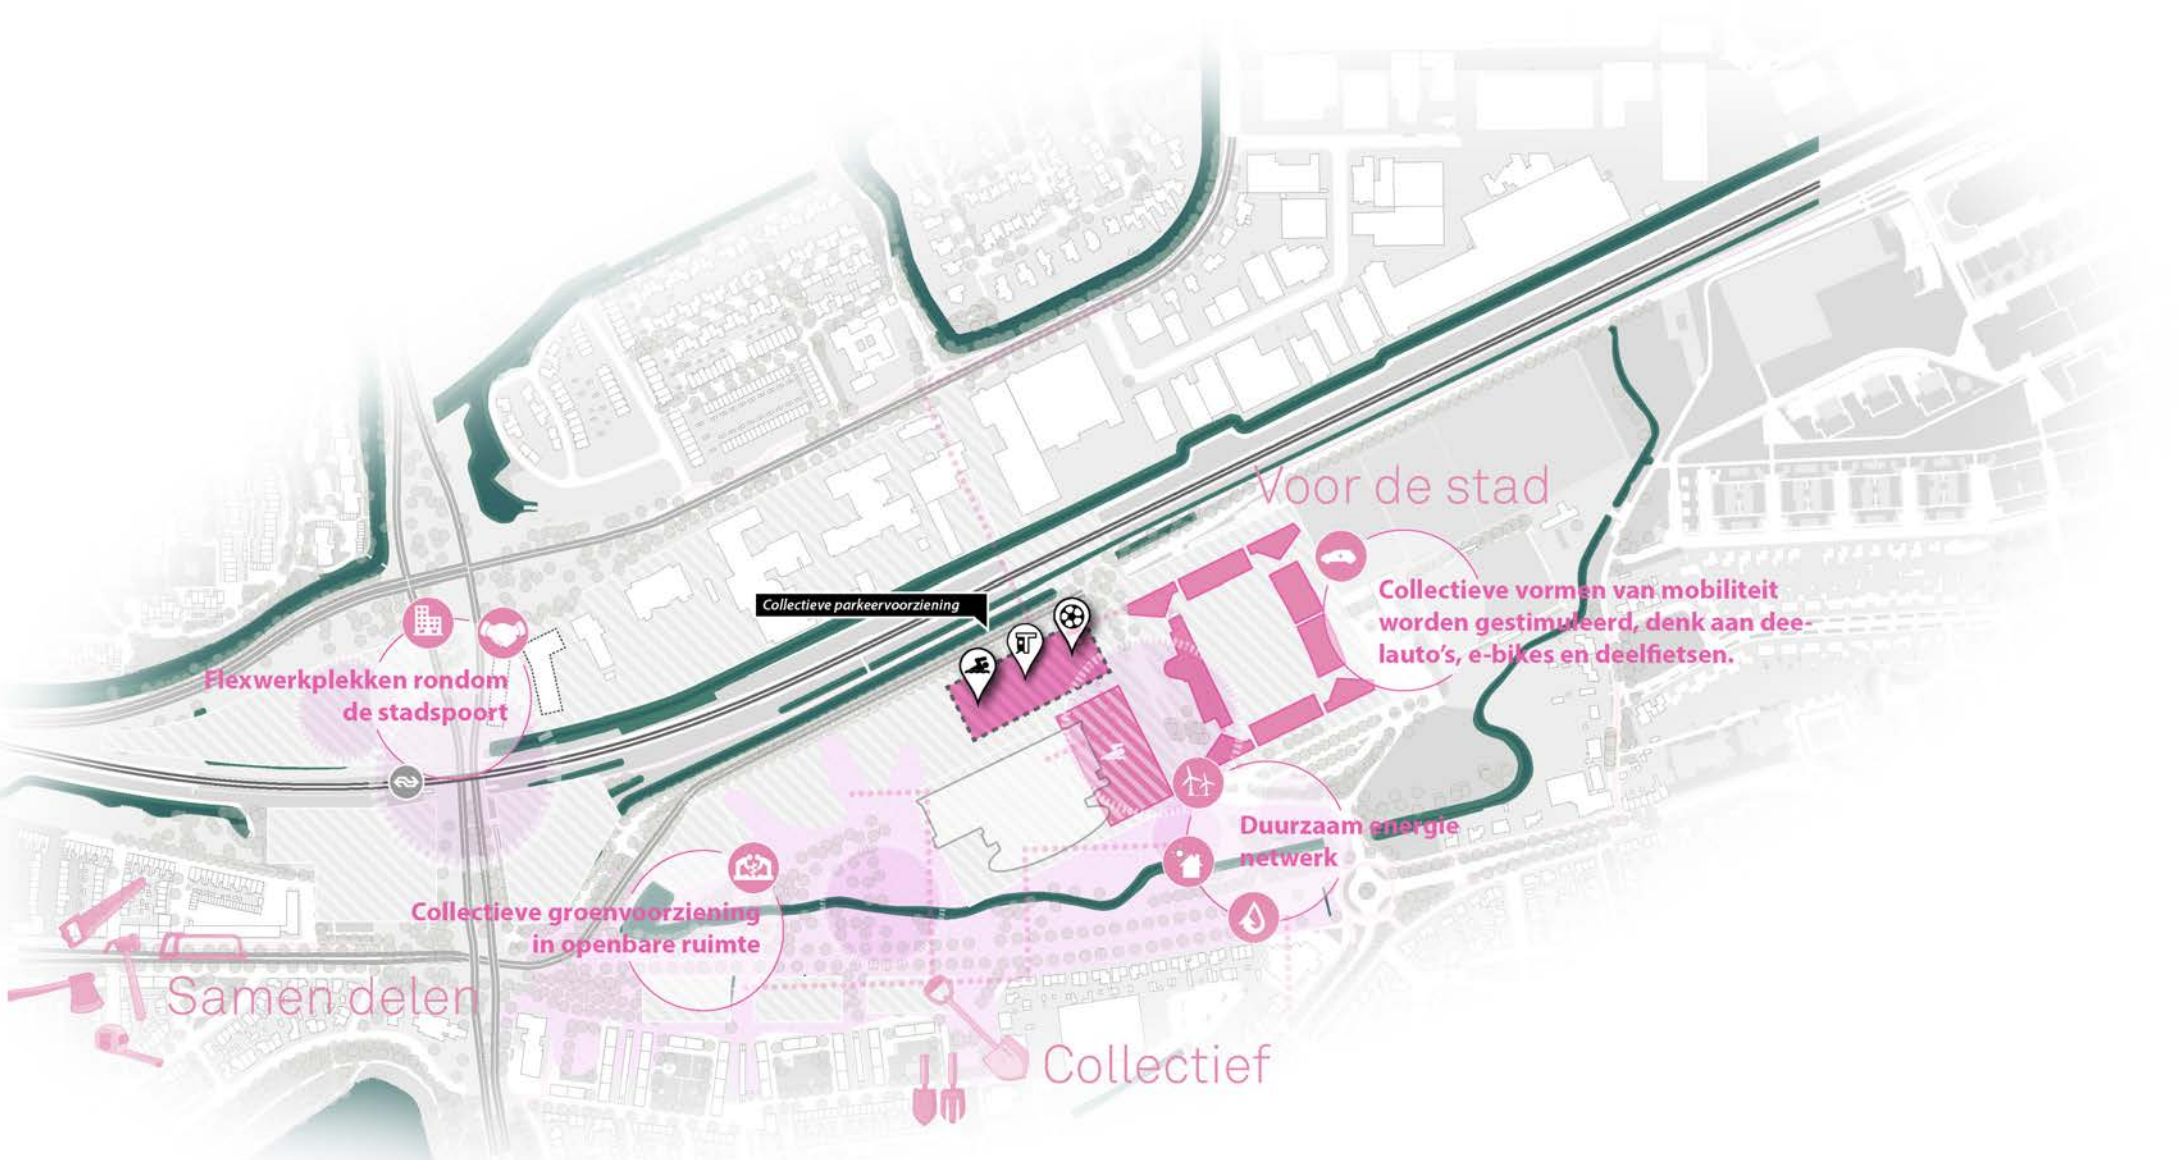 Voor de stad
Collectieve vormen van mobiliteit
worden gestimuleerd, denk aan dee-
lauto's, e-bikes en deelfietsen.
Collectieve parkeervoorziening
Flexwerkplekken rondom
de stadspoort
Duurzaam energie
netwerk
Collectieve groenvoorziening
in openbare ruimte
Samen delen
Collectief